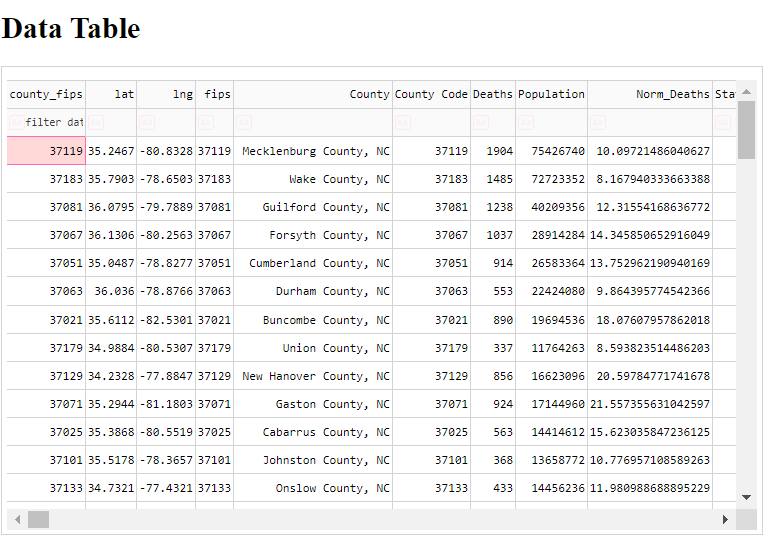 Data Table
county_fips lat lng fips County County Code Deaths Population Norm_Deaths Sta
filter dat Aa Aa Aa Aa Aa Aa Aa Aa Aa
37119 35.2467 -80.8328 37119 Mecklenburg County, NC 37119 1904 75426740 10.09721486040627
37183 35.7903 -78.6503 37183 Wake County, NC 37183 1485 72723352 8.167940333663388
37081 36.0795 -79.7889 37081 Guilford County, NC 37081 1238 40209356 12.31554168636772
37067 36.1306 -80.2563 37067 Forsyth County, NC 37067 1037 28914284 14.345850652916049
37051 35.0487 -78.8277 37051 Cumberland County, NC 37051 914 26583364 13.752962190940169
37063 36.036 -78.8766 37063 Durham County, NC 37063 553 22424080 9.864395774542366
37021 35.6112 -82.5301 37021 Buncombe County, NC 37021 890 19694536 18.07607957862018
37179 34.9884 -80.5307 37179 Union County, NC 37179 337 11764263 8.593823514486203
37129 34.2328 -77.8847 37129 New Hanover County, NC 37129 856 16623096 20.59784771741678
37071 35.2944 -81.1803 37071 Gaston County, NC 37071 924 17144960 21.557355631042597
37025 35.3868 -80.5519 37025 Cabarrus County, NC 37025 563 14414612 15.623035847236125
37101 35.5178 -78.3657 37101 Johnston County, NC 37101 368 13658772 10.776957108589263
37133 34.7321 -77.4321 37133 Onslow County, NC 37133 433 14456236 11.980988688895229